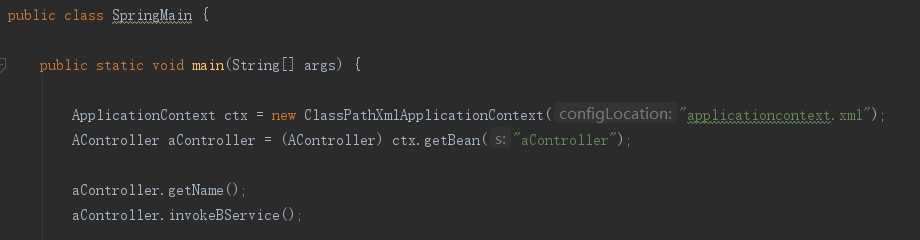 public class SpringMain {
public static void main(String[] args) {
ApplicationContext ctx = new ClassPathXmlApplicationContext( configLocation: "applicationcontext.xml");
AController aController = (AController) ctx.getBean( s: "aController");
aController.getName();
aController.invokeBService();